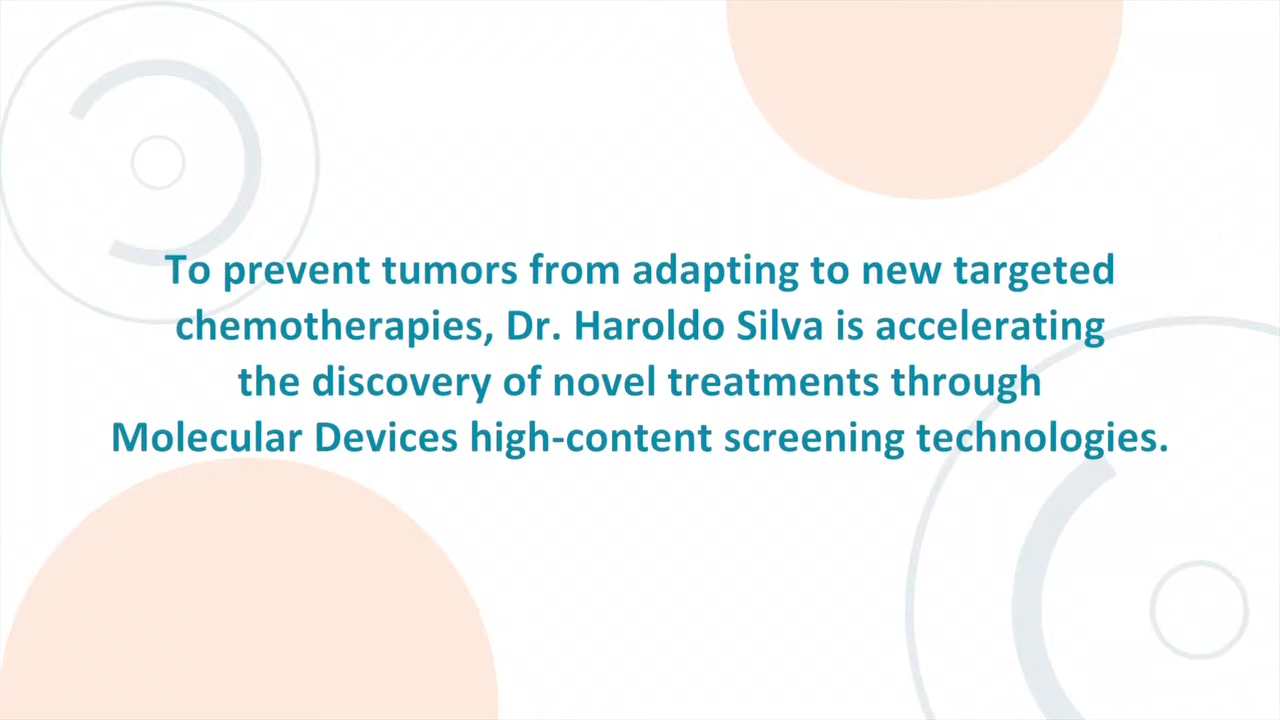 To prevent tumors from adapting to new targeted
chemotherapies, Dr. Haroldo Silva is accelerating
the discovery of novel treatments through
Molecular Devices high-content screening technologies.